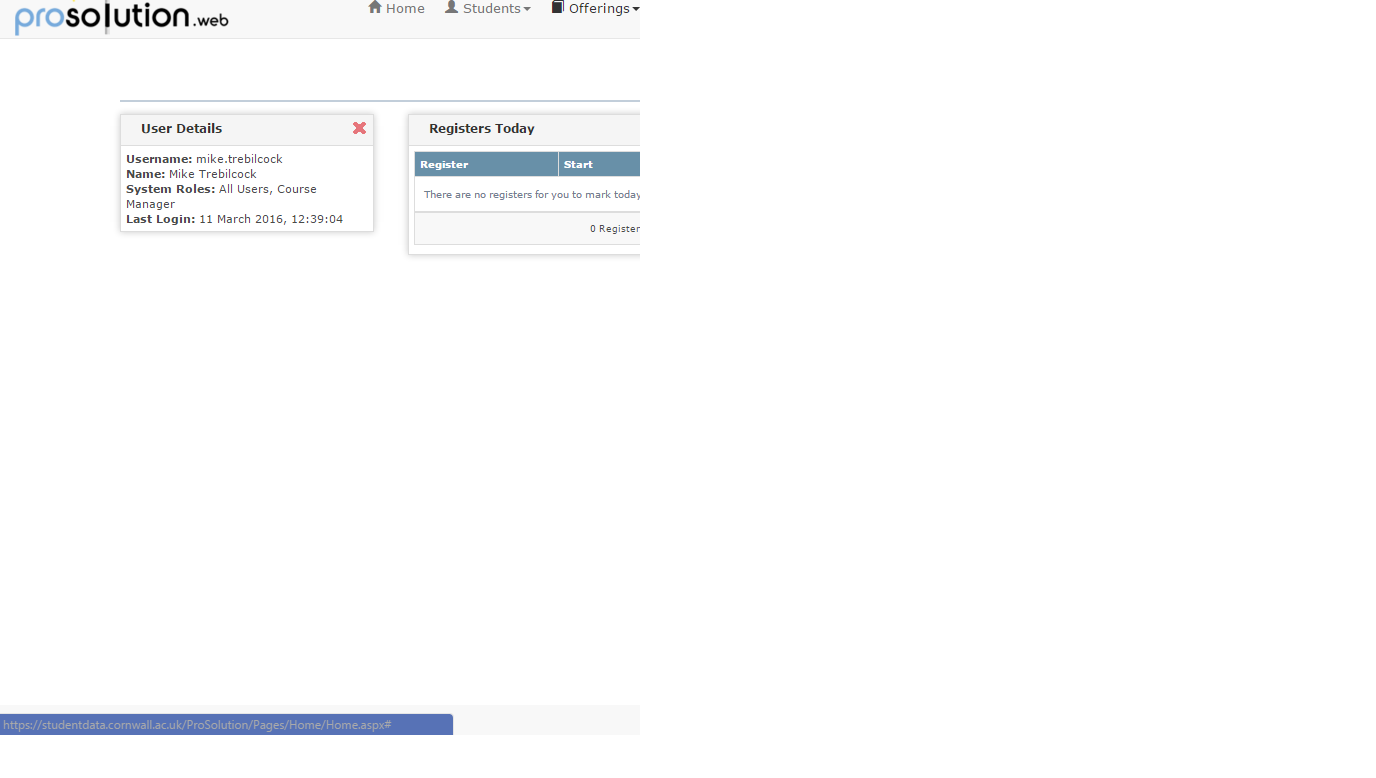 prosolution.web
Home Students Offerings
User Details
Username: mike.trebilcock
Name: Mike Trebilcock
System Roles: All Users, Course
Manager
Last Login: 11 March 2016, 12:39:04
Registers Today
Register Start
There are no registers for you to mark today
0 Register
https://studentdata.cornwall.ac.uk/ProSolution/Pages/Home/Home.aspx#